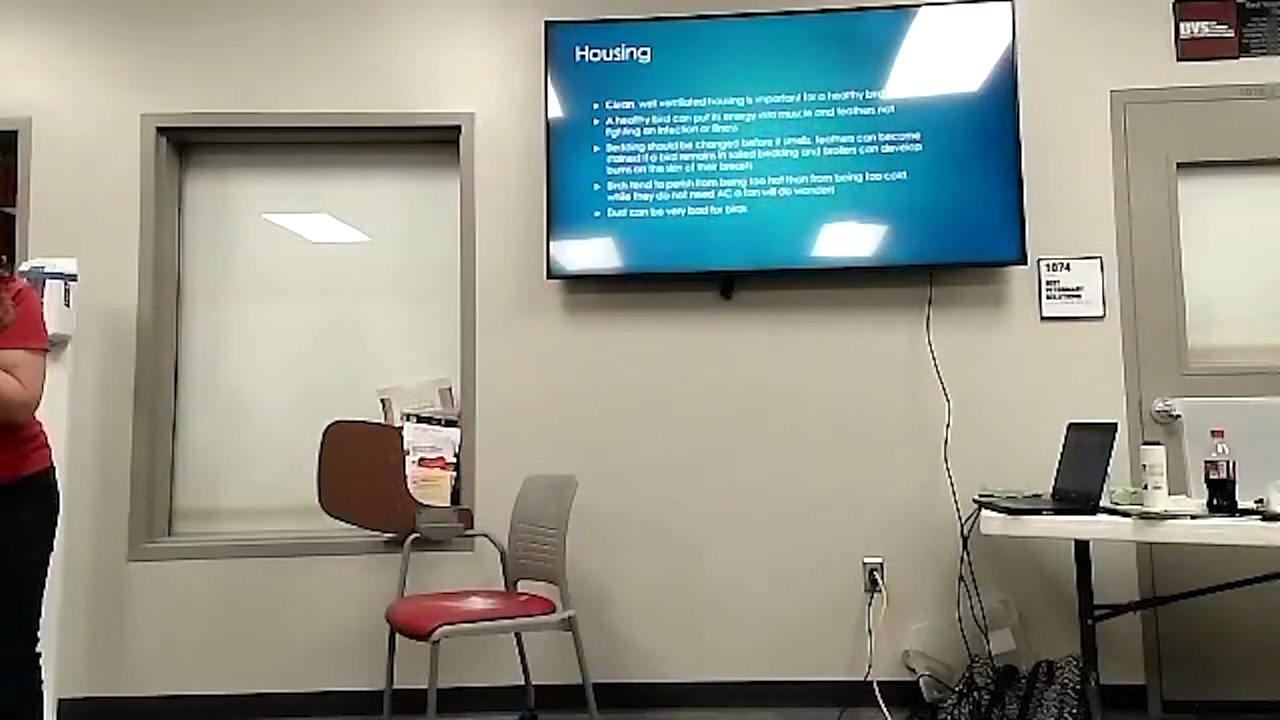 Housing
Clean, well ventilated housing is important for a healthy bird
A healthy bird can put its energy into muscle and feathers not
fighting an infection or illness
Bedding should be changed before it smells, feathers can become
stained if a bird remains in soiled bedding and broilers can develop
burns on the skin of their breasts
Birds tend to perish from being too hot than from being too cold
while they do not need AC a fan will do wonders
Dust can be very bad for birds
DVS
1074
VETERINARY
SOLUTIONS